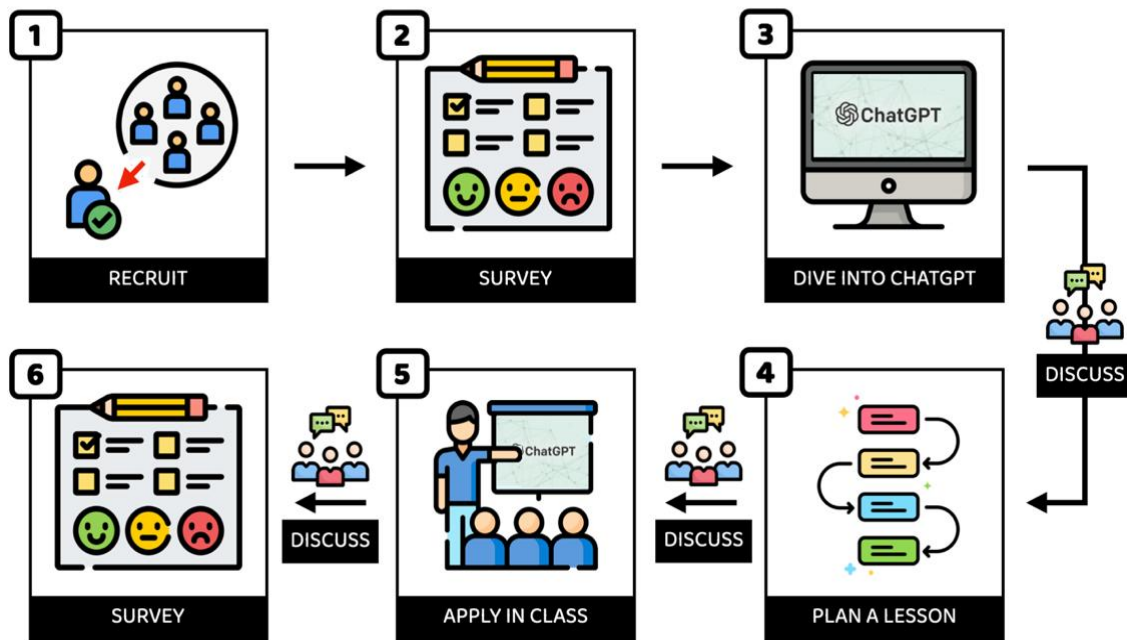 1
RECRUIT
2
SURVEY
3
ChatGPT
DIVE INTO CHATGPT
DISCUSS
4
PLAN A LESSON
DISCUSS
5
ChatGPT
APPLY IN CLASS
DISCUSS
6
SURVEY